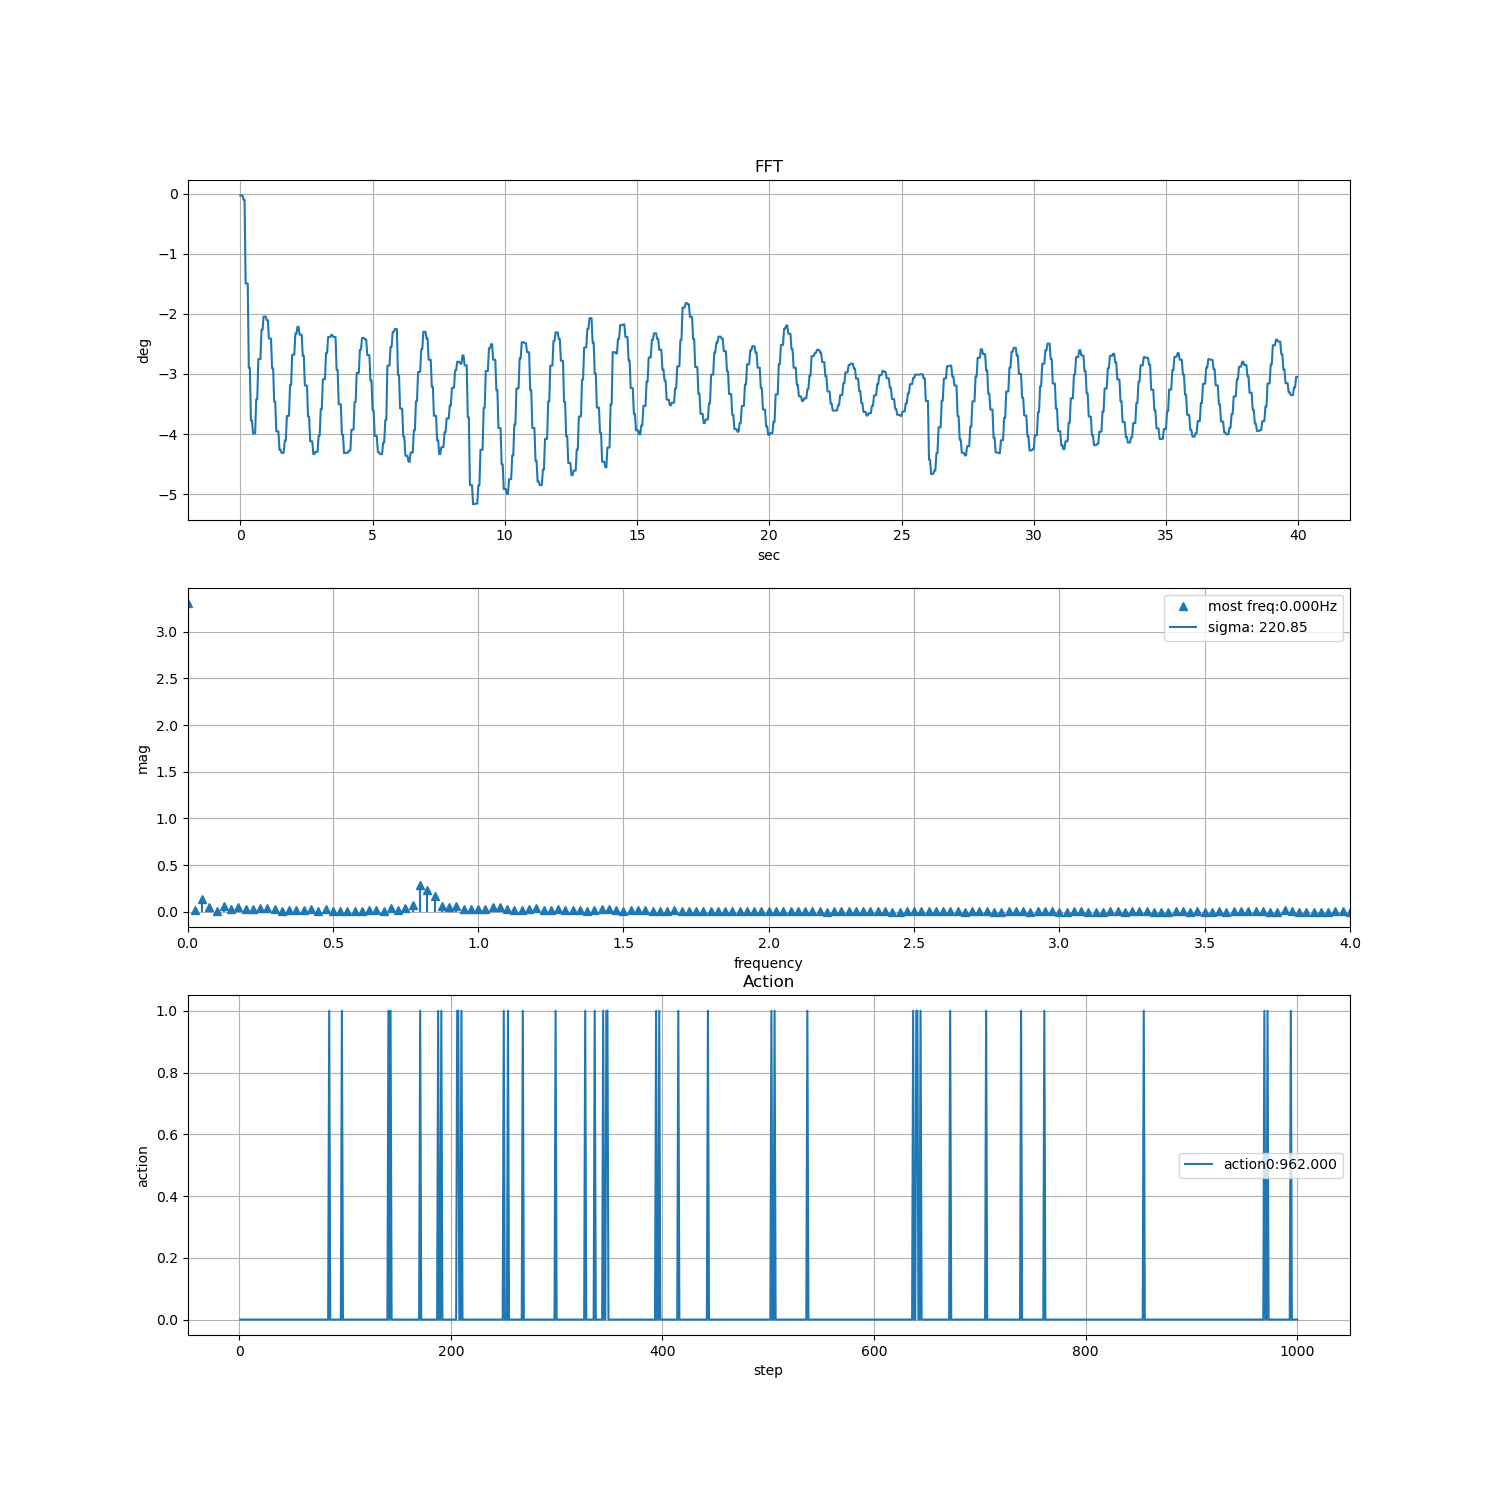 FFT
0
−1
−2
−3
−4
−5
deg
0 5 10 15 20 25 30 35 40
sec
most freq:0.000Hz
sigma: 220.85
3.0
2.5
2.0
1.5
1.0
0.5
0.0
mag
0.0 0.5 1.0 1.5 2.0 2.5 3.0 3.5 4.0
frequency
Action
1.0
0.8
0.6
0.4
0.2
0.0
action
action0:962.000
0 200 400 600 800 1000
step